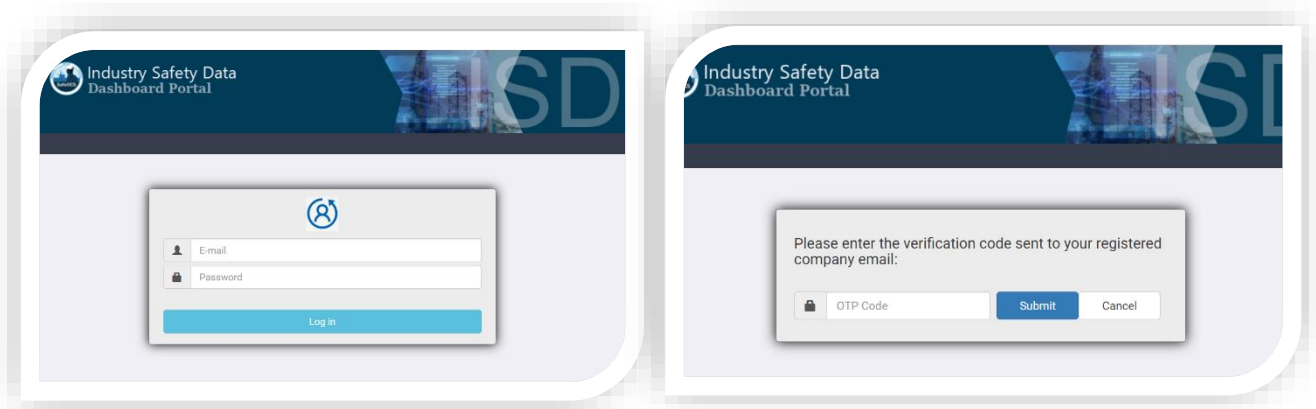 Industry Safety Data
Dashboard Portal
ISD
E-mail
Password
Log in
Industry Safety Data
Dashboard Portal
ISD
Please enter the verification code sent to your registered
company email:
OTP Code
Submit
Cancel